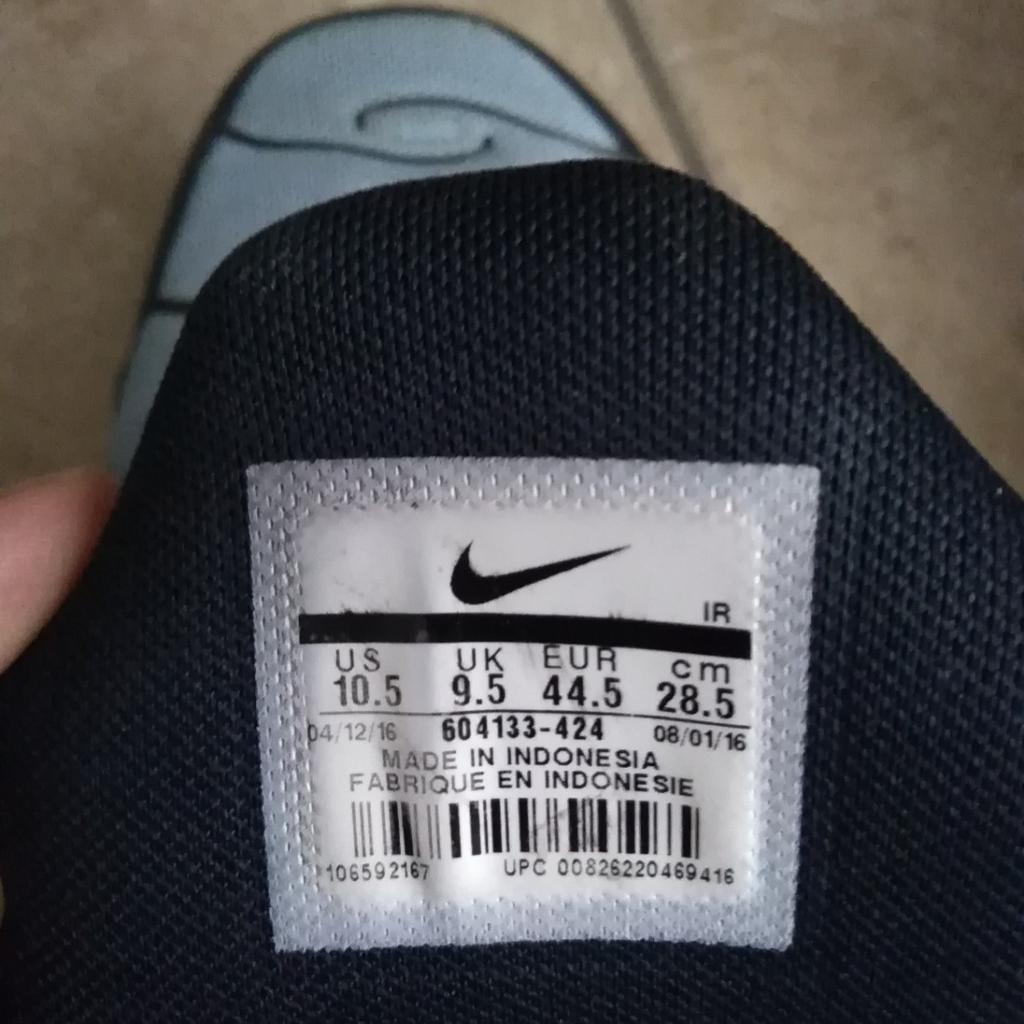 IR
US UK EUR cm
10.5 9.5 44.5 28.5
04/12/16 604133-424 08/01/16
MADE IN INDONESIA
FABRIQUE EN INDONESIE
106592167 UPC 00826220469416